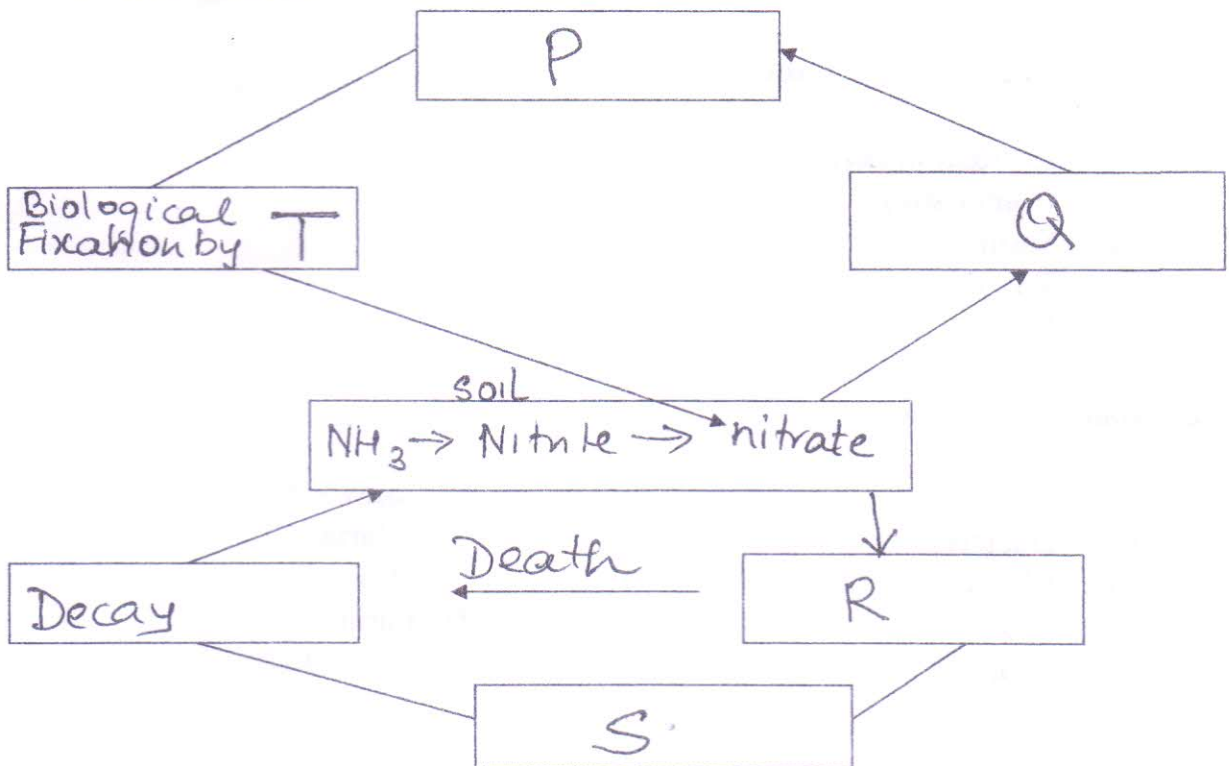 P
Biological
Fixation by T
Q
soil
NH3 → Nitrite → nitrate
Death
Decay
R
S